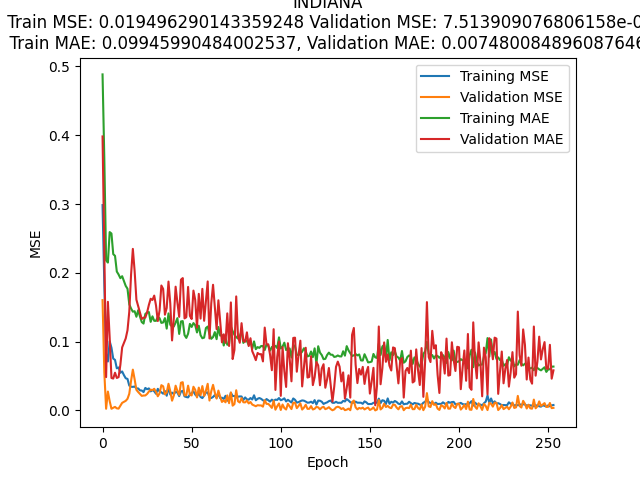 INDIANA
Train MSE: 0.019496290143359248 Validation MSE: 7.513909076806158e-0
Train MAE: 0.09945990484002537, Validation MAE: 0.00748008489608764
Training MSE
Validation MSE
Training MAE
Validation MAE
0.5
0.4
0.3
0.2
0.1
0.0
MSE
0
50
100
150
200
250
Epoch